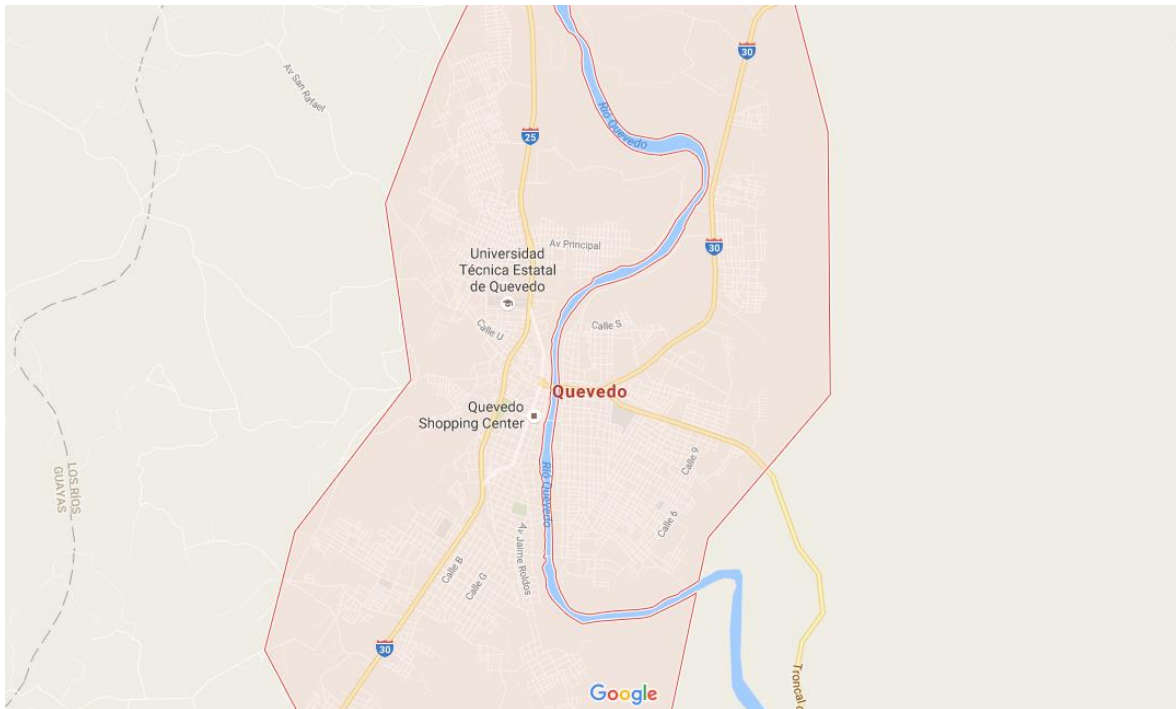 30
Av San Rafael
Río Quevedo
25
Av Principal
30
Universidad
Técnica Estatal
de Quevedo
Calle U
Calle S
Quevedo
Quevedo
Shopping Center
Calle 9
LOS RÍOS
GUAYAS
Río Quevedo
Calle 6
Av Jaime Roldos
Calle B
Calle G
30
Troncal
Google